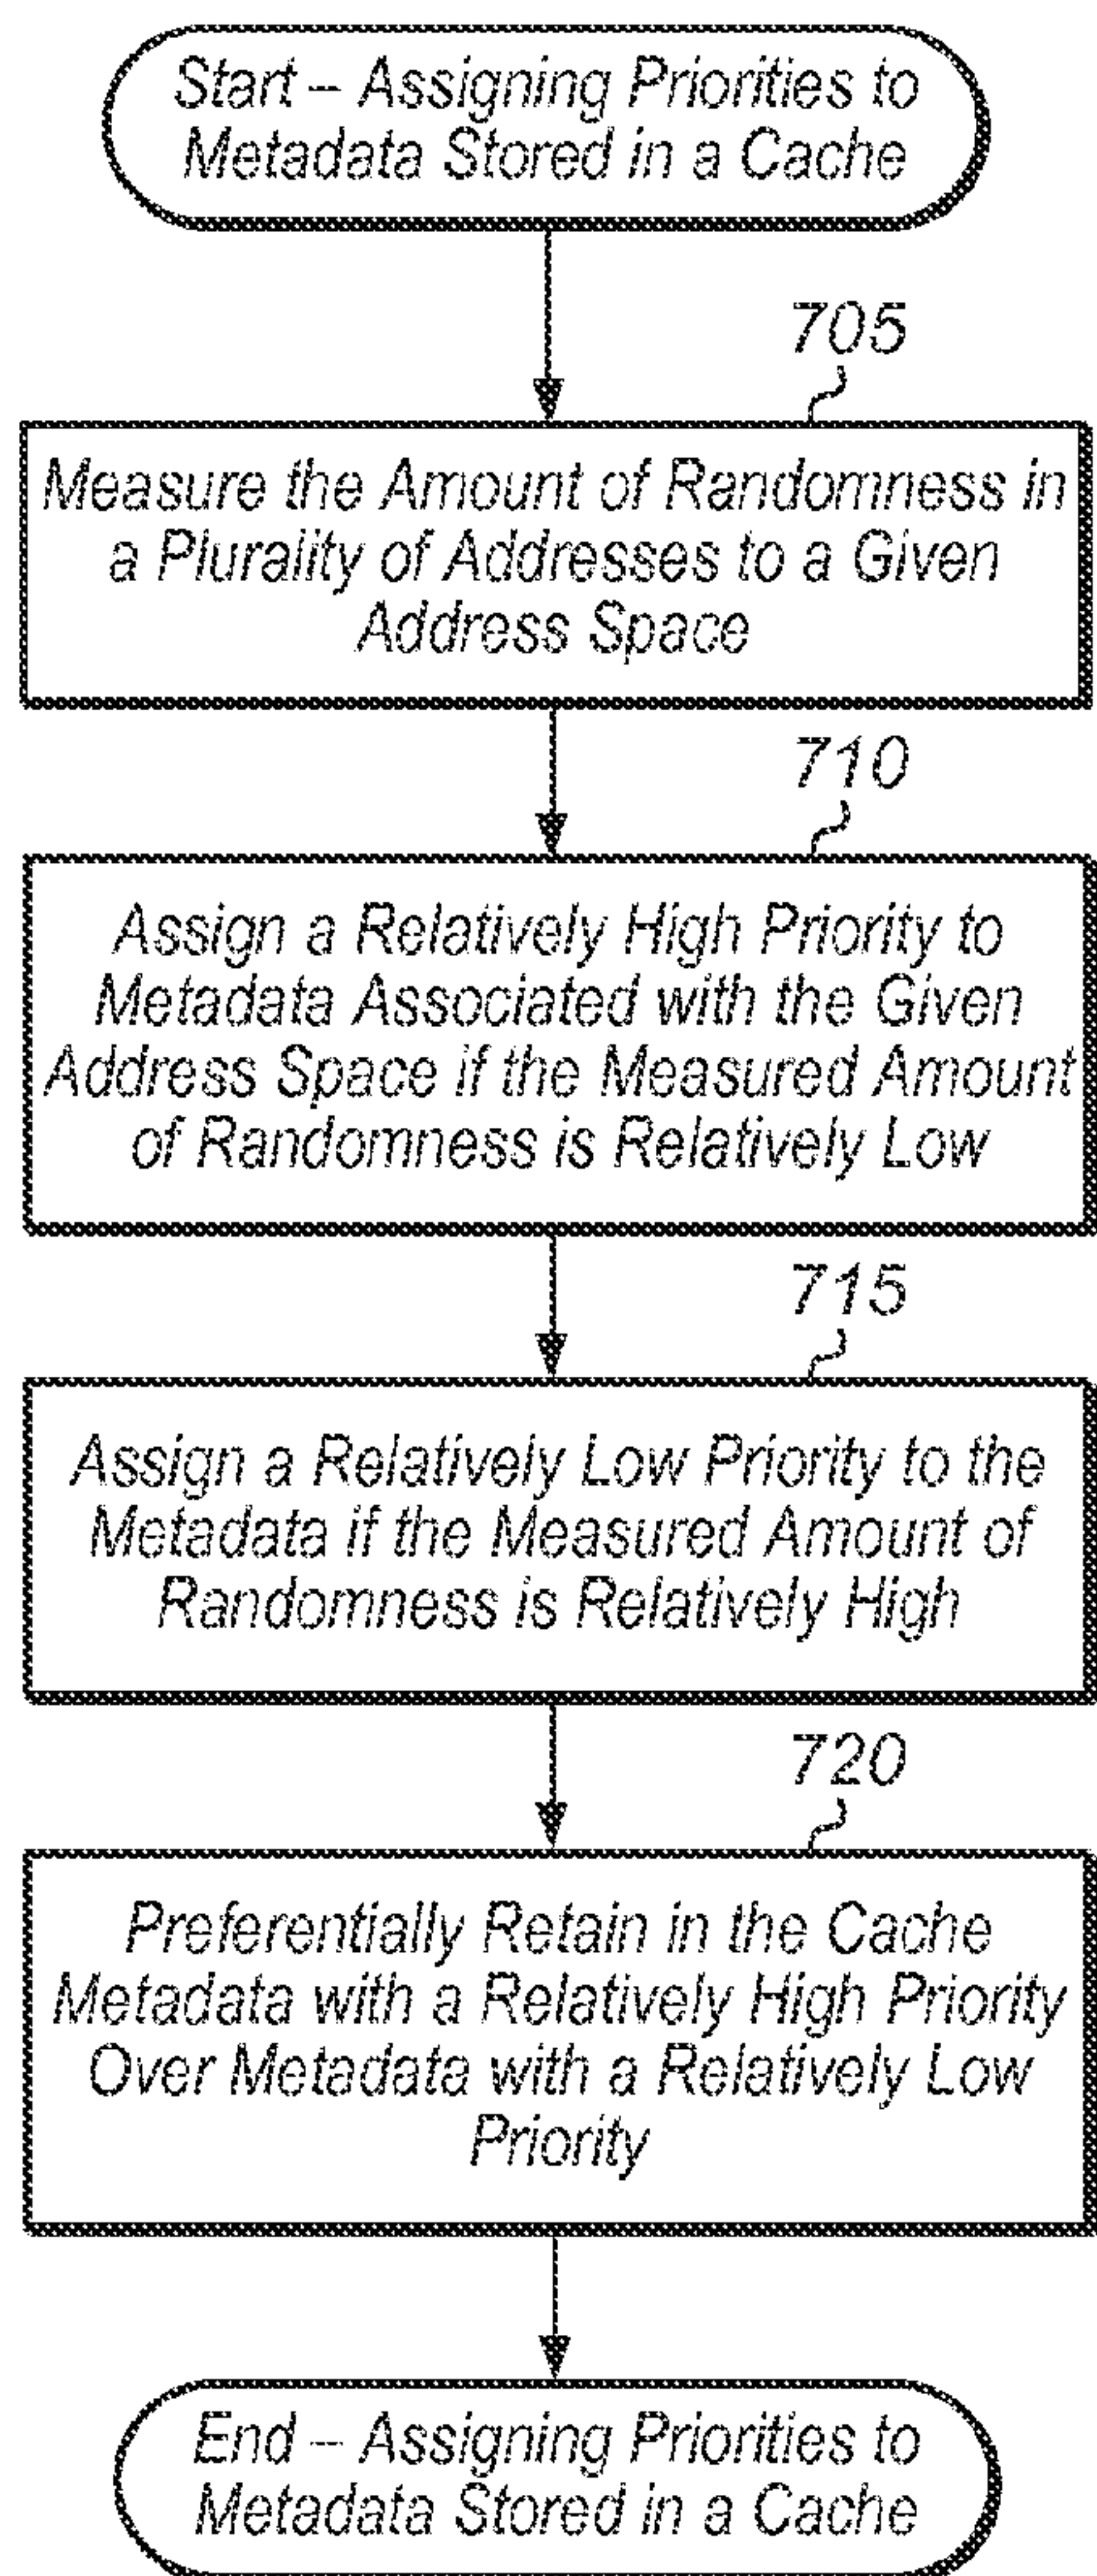 Start – Assigning Priorities to
Metadata Stored in a Cache
705
Measure the Amount of Randomness in
a Plurality of Addresses to a Given
Address Space
710
Assign a Relatively High Priority to
Metadata Associated with the Given
Address Space if the Measured Amount
of Randomness is Relatively Low
715
Assign a Relatively Low Priority to the
Metadata if the Measured Amount of
Randomness is Relatively High
720
Preferentially Retain in the Cache
Metadata with a Relatively High Priority
Over Metadata with a Relatively Low
Priority
End – Assigning Priorities to
Metadata Stored in a Cache